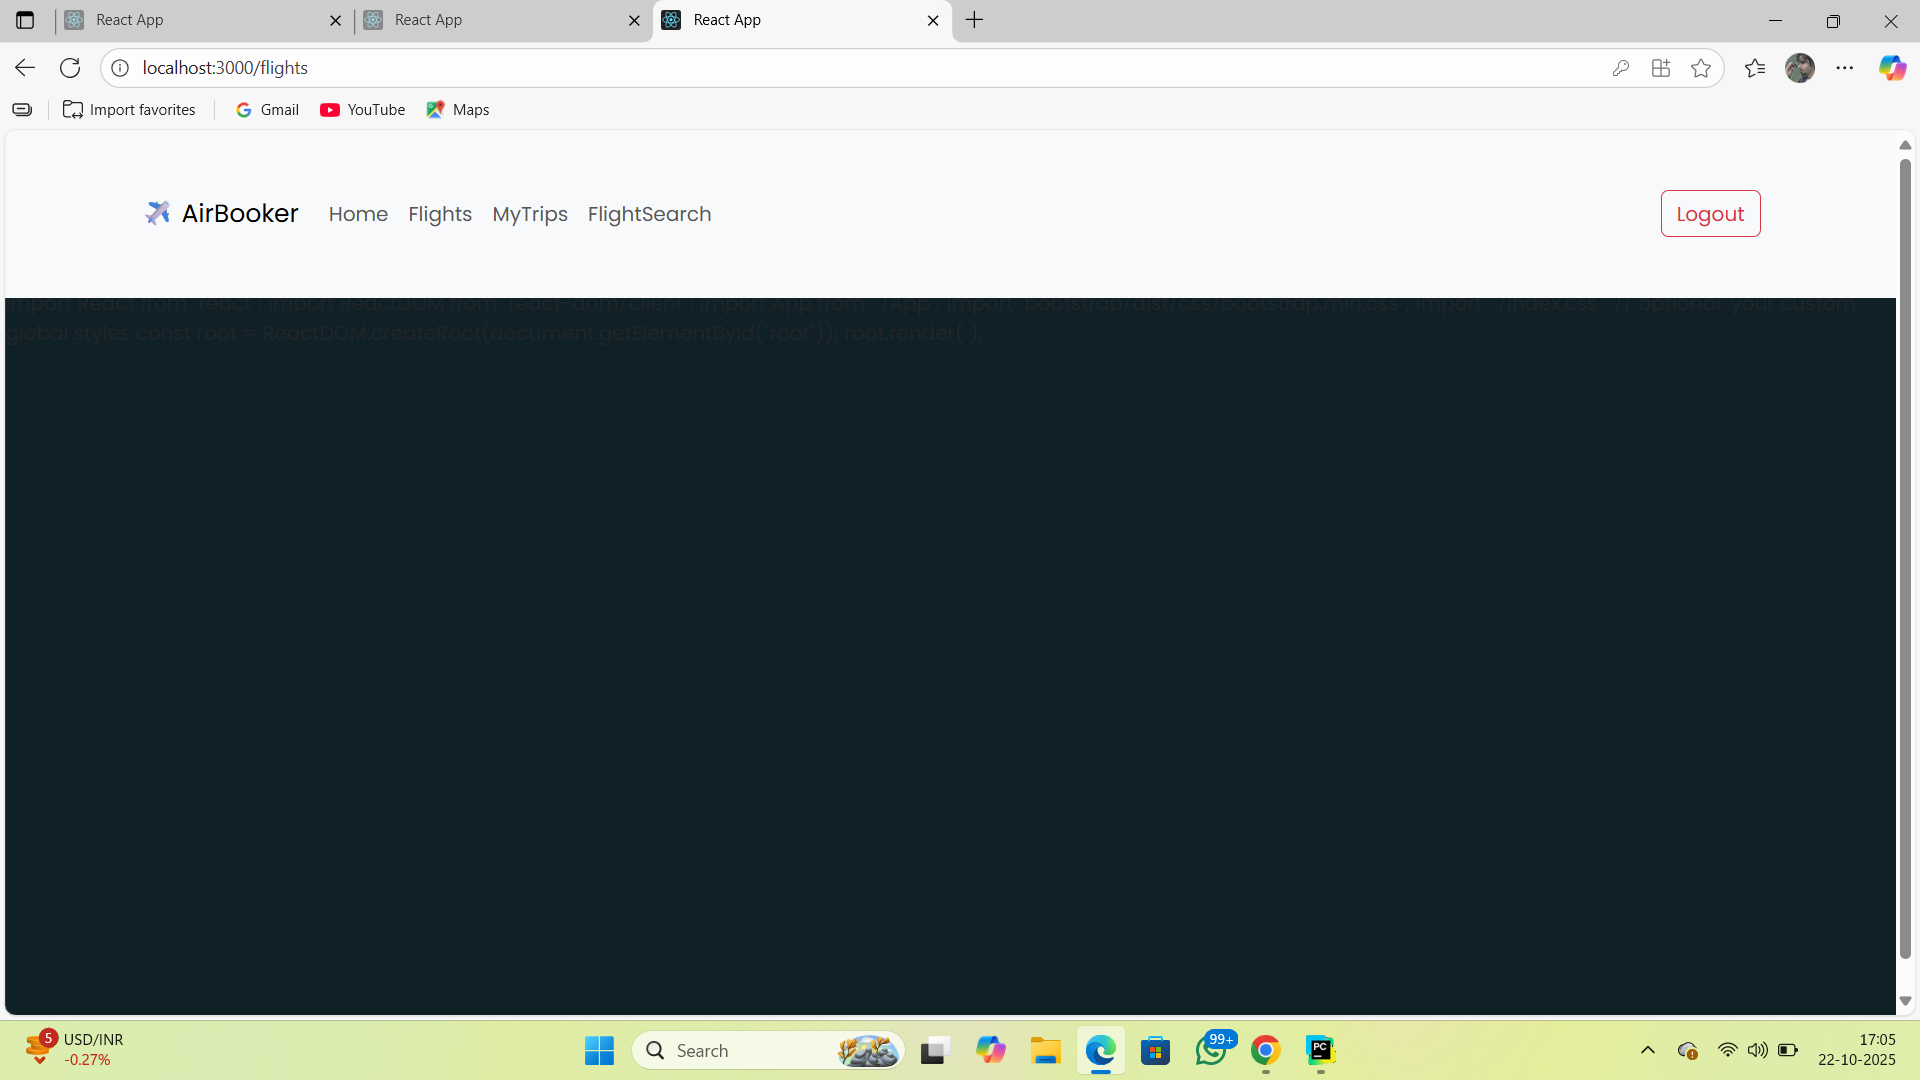 React App
React App
React App
localhost:3000/flights
Import favorites
Gmail
YouTube
Maps
AirBooker
Home
Flights
MyTrips
FlightSearch
Logout
import React from "react"; import ReactDOM from "react-dom/client"; import App from "./App"; import "bootstrap/dist/css/bootstrap.min.css"; import "./index.css"; // optional: your custom
global styles const root = ReactDOM.createRoot(document.getElementById("root")); root.render( );
5
USD/INR
-0.27%
Search
99+
PC
17:05
22-10-2025